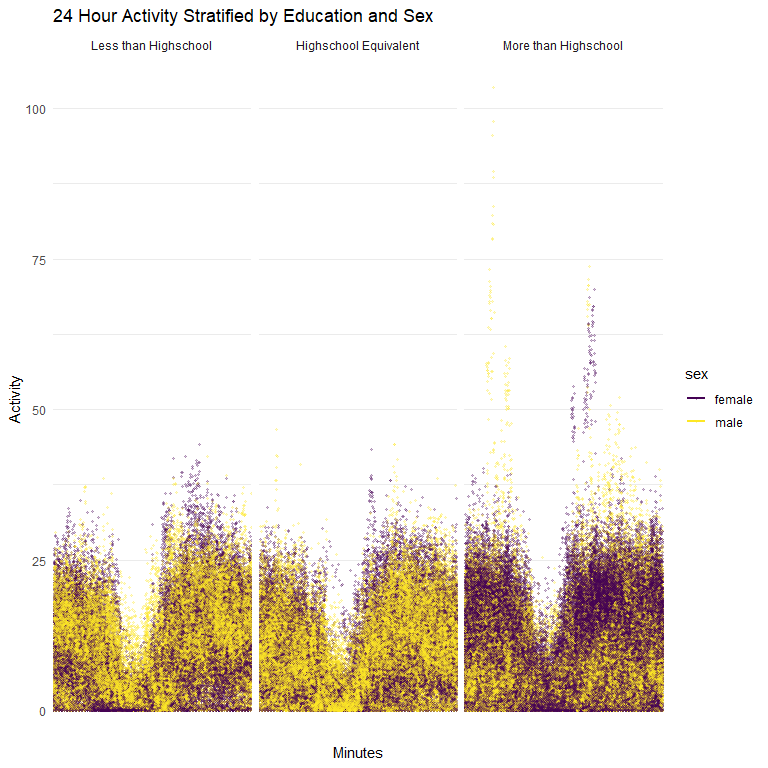 24 Hour Activity Stratified by Education and Sex
Less than Highschool
Highschool Equivalent
More than Highschool
100
75
50
25
0
Activity
Minutes
sex
female
male